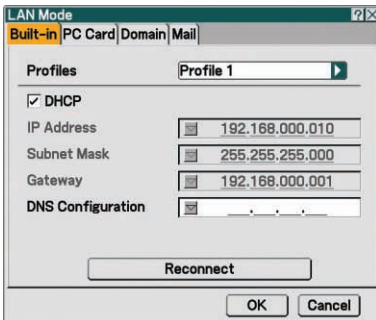 LAN Mode
Built-in PC Card Domain Mail
Profiles Profile 1
DHCP
IP Address 192.168.000.010
Subnet Mask 255.255.255.000
Gateway 192.168.000.001
DNS Configuration . . .
Reconnect
OK Cancel